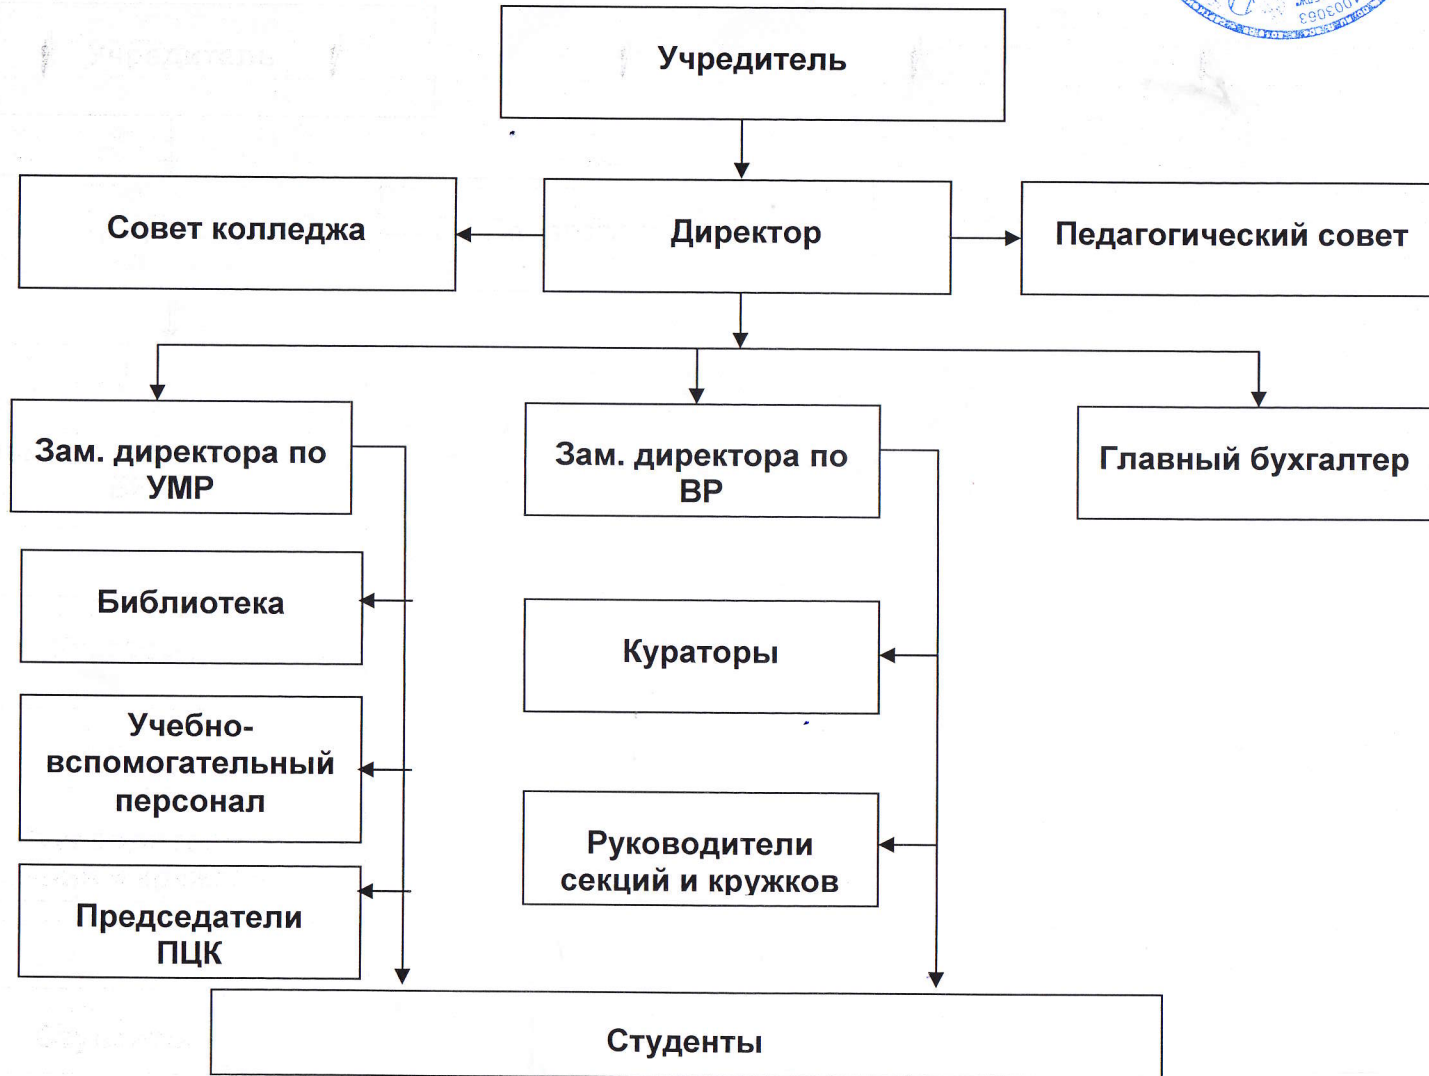 003063
Учредитель
Совет колледжа
Директор
Педагогический совет
Зам. директора по
УМР
Зам. директора по
ВР
Главный бухгалтер
Библиотека
Кураторы
Учебно-
вспомогательный
персонал
Руководители
секций и кружков
Председатели
ПЦК
Студенты